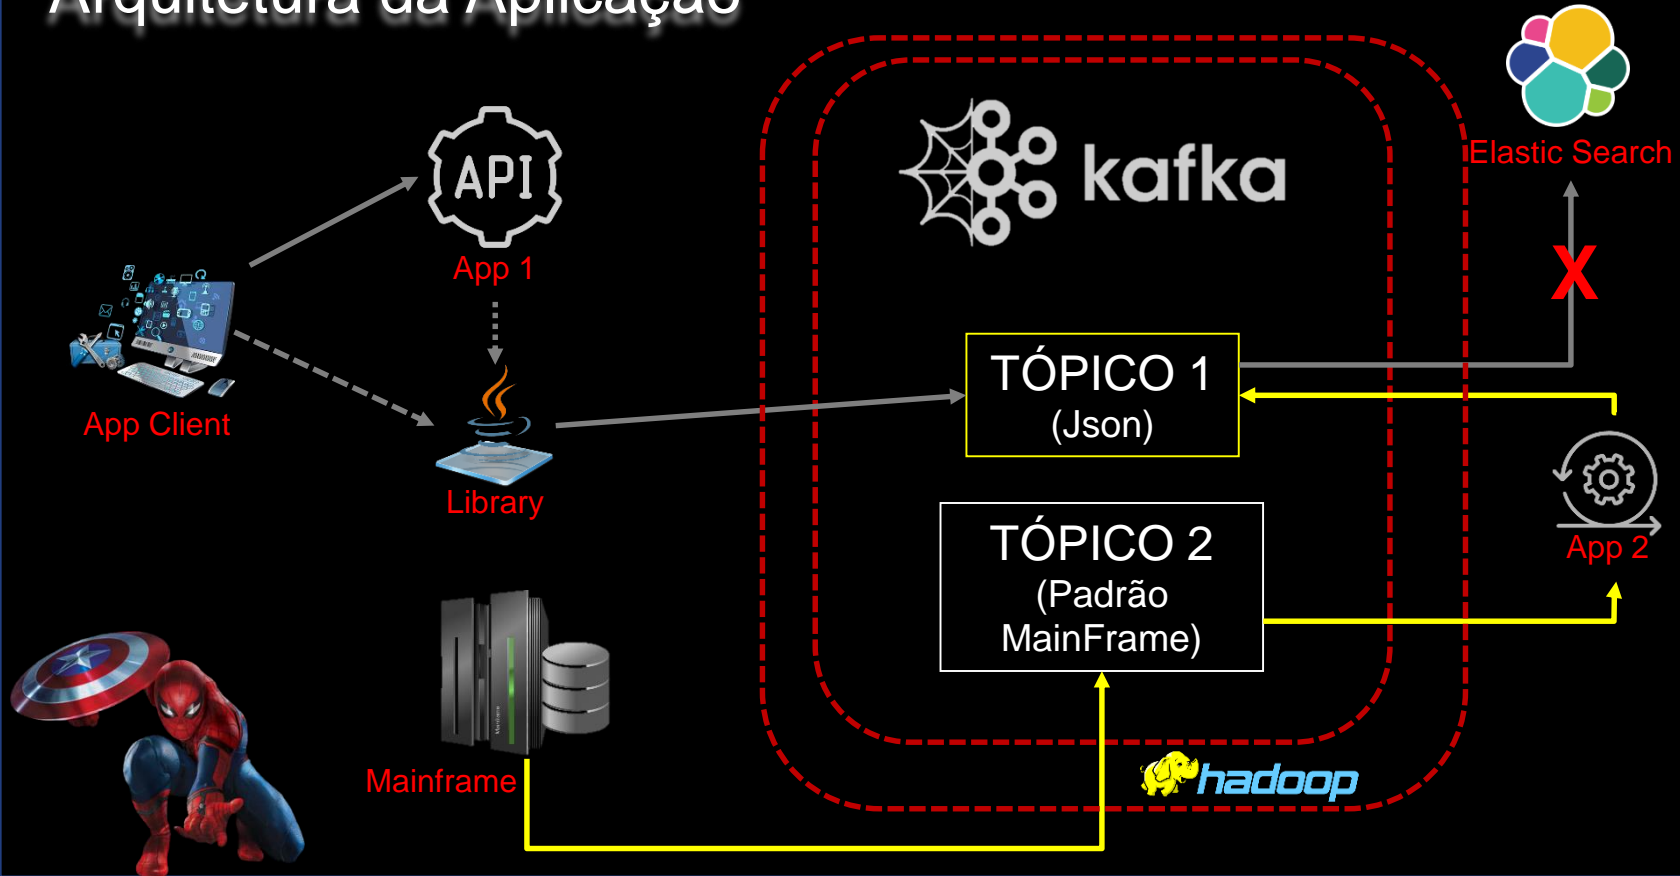 Arquitetura da Aplicação
Elastic Search
kafka
API
App 1
TÓPICO 1
(Json)
App Client
Library
TÓPICO 2
(Padrão
MainFrame)
App 2
X
Mainframe
hadoop